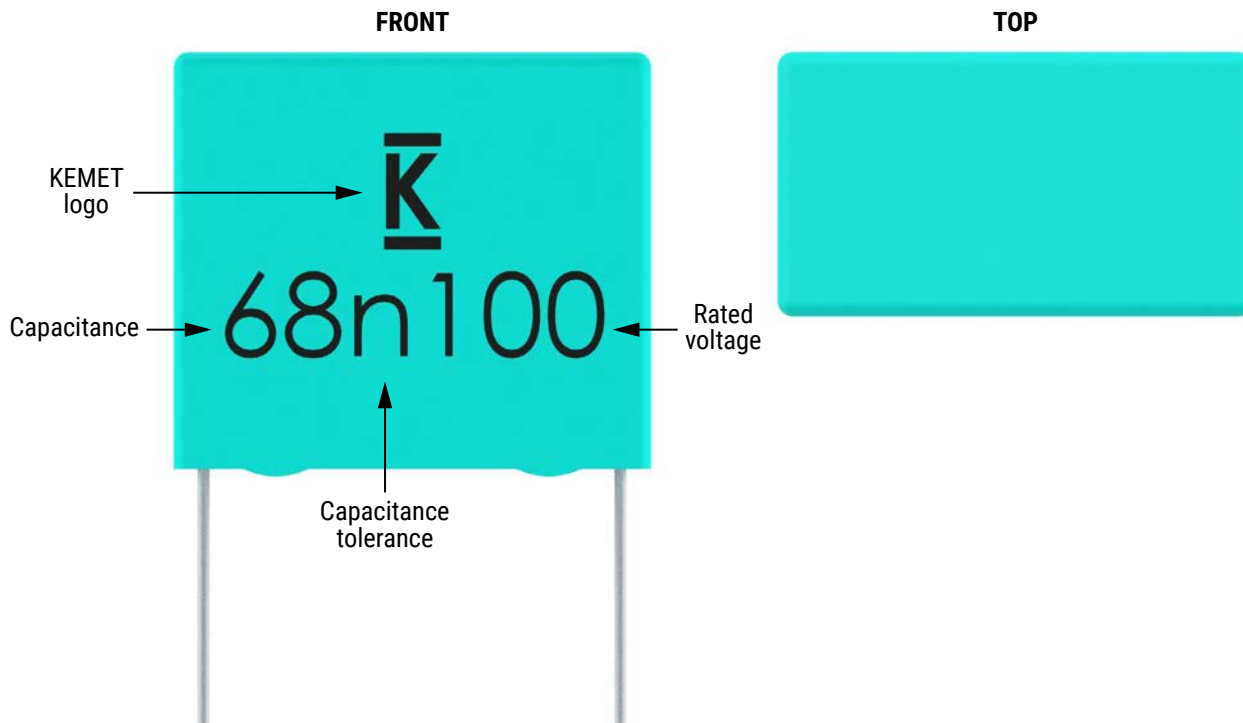 FRONT
TOP
K
KEMET
logo
68n100
Capacitance
Rated
voltage
Capacitance
tolerance